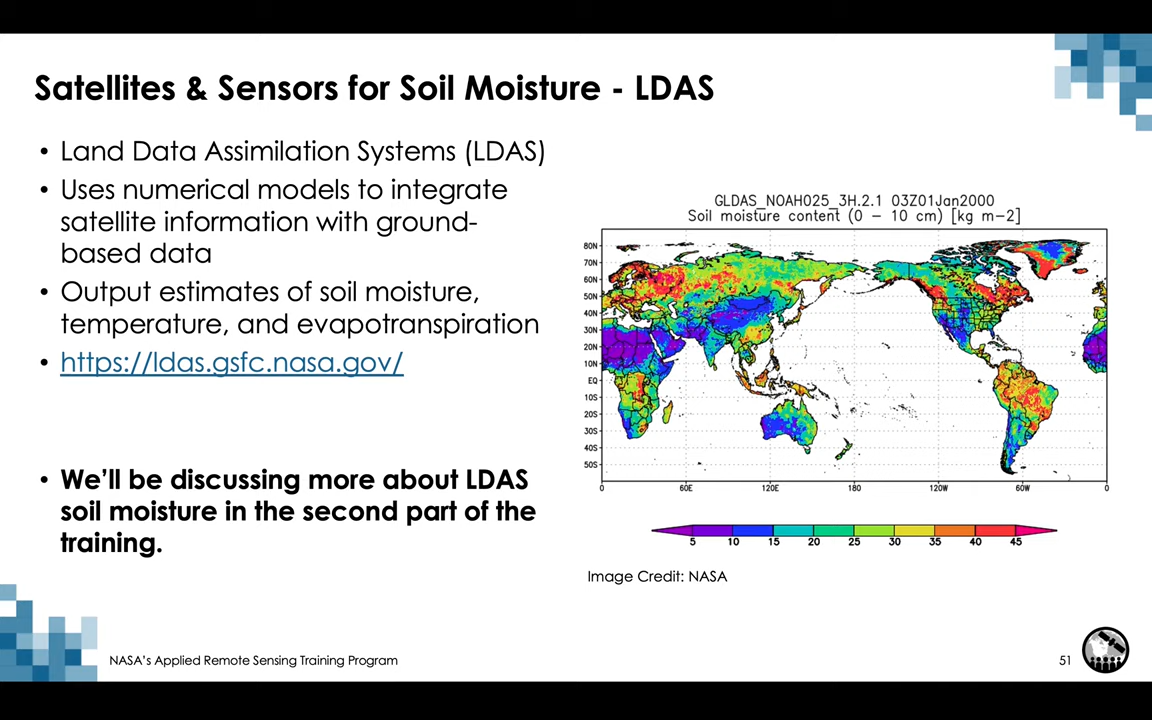 Satellites & Sensors for Soil Moisture - LDAS
• Land Data Assimilation Systems (LDAS)
• Uses numerical models to integrate
satellite information with ground-
based data
• Output estimates of soil moisture,
temperature, and evapotranspiration
• https://ldas.gsfc.nasa.gov/
• We'll be discussing more about LDAS
soil moisture in the second part of the
training.
GLDAS_NOAH025_3H.2.1 03Z01Jan2000
Soil moisture content (0 – 10 cm) [kg m-2]
80N
70N
60N
50N
40N
30N
20N
10N
EQ
10S
20S
30S
40S
50S
0 60E 120E 180 120W 60W 0
5 10 15 20 25 30 35 40 45
Image Credit: NASA
NASA's Applied Remote Sensing Training Program
51